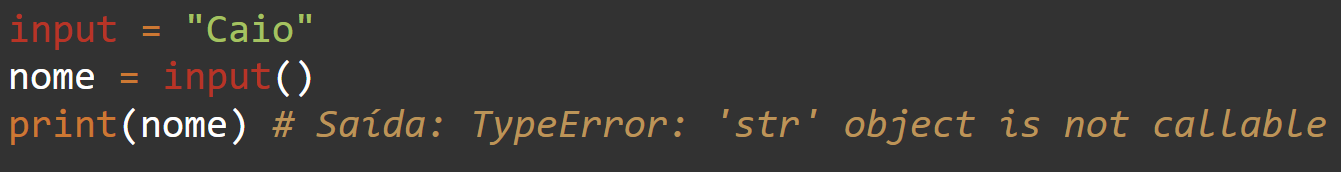 input = "Caio"
nome = input()
print(nome) # Saída: TypeError: 'str' object is not callable